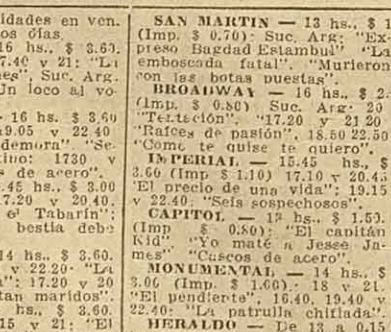 idades en ven.
os días.
16 hs. $ 3.60.
7.40 y 21: "La
nes", Suc. Arg.
Un loco al vo-
- 16 hs. $ 3.60
19.05 y 22 40
demora". "Se-
tino: 1730 y
s de acero".
.45 hs. $ 3.00
17.20 y 20.40.
el Tabarín";
bestia debe
14 hs. $ 3.60.
y 22.20: "La
": 17.20 y 20
tan maridos".
hs. $ 3.60.
15 y 21: "El
SAN MARTIN — 13 hs., $ 1
(Imp. $ 0.70): Suc. Arg: "Ex-
preso Bagdad Estambul" "La
emboscada fatal". "Murieron
con las botas puestas".
BROADWAY — 16 hs., $ 2.
(Imp. $ 0.80) Suc. Arg: 20
"Tentación", "17.20 y 21 20
"Raíces de pasión", 18.50 22.50
"Como te quise te quiero".
IMPERIAL — 15.45 hs., $
3.60 (Imp $ 1.10) 17.10 y 20.45
"El precio de una vida"; 19.15
y 22.40: "Seis sospechosos".
CAPITOL — 13 hs.. $ 1.50.
(Imp $ 0.80): "El capitán
Kid" "Yo maté a Jesse Ja-
mes" "Cascos de acero".
MONUMENTAL — 14 hs., $
3.00 (Imp. $ 1.60).: 18 y 21.
"El pendiente", 16.40, 19.40 y
22.40: "La patrulla chiflada".
HERALDO — De 13 a 0.15